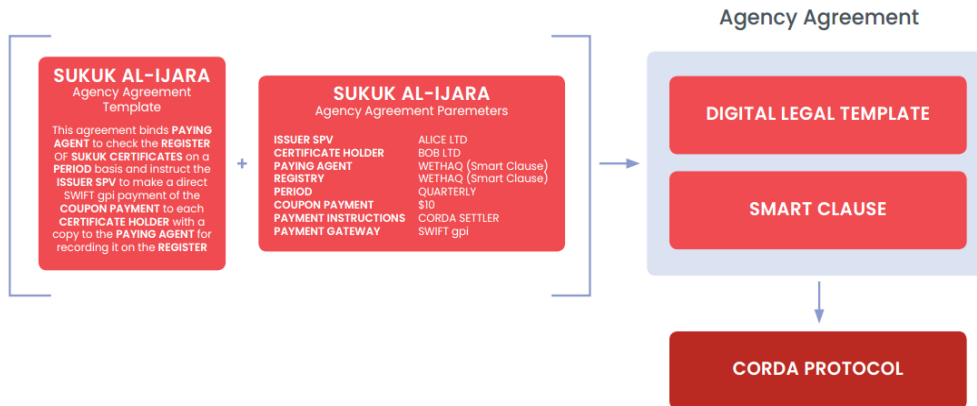 Agency Agreement
SUKUK AL-IJARA
Agency Agreement
Template
This agreement binds PAYING
AGENT to check the REGISTER
OF SUKUK CERTIFICATES on a
PERIOD basis and instruct the
ISSUER SPV to make a direct
SWIFT gpi payment of the
COUPON PAYMENT to each
CERTIFICATE HOLDER with a
copy to the PAYING AGENT for
recording it on the REGISTER
+
SUKUK AL-IJARA
Agency Agreement Paremeters
ISSUER SPV ALICE LTD
CERTIFICATE HOLDER BOB LTD
PAYING AGENT WETHAQ (Smart Clause)
REGISTRY WETHAQ (Smart Clause)
PERIOD QUARTERLY
COUPON PAYMENT $10
PAYMENT INSTRUCTIONS CORDA SETTLER
PAYMENT GATEWAY SWIFT gpi
DIGITAL LEGAL TEMPLATE
SMART CLAUSE
CORDA PROTOCOL